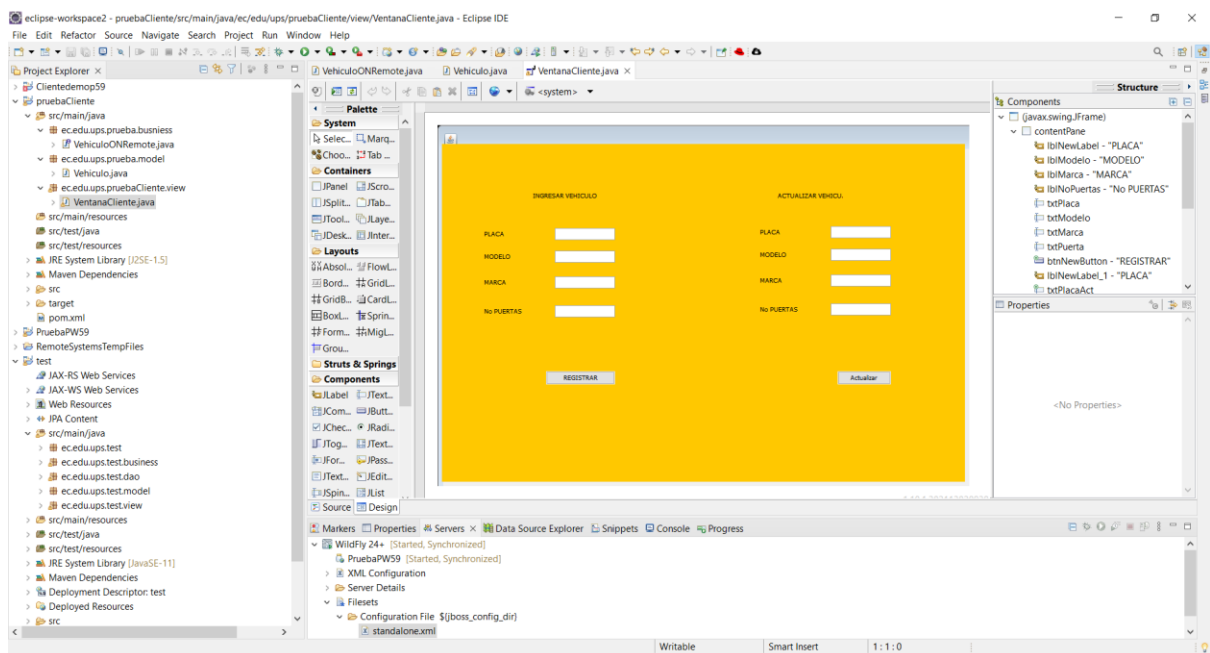 eclipse-workspace2 - pruebaCliente/src/main/java/ec/edu/ups/pruebaCliente/view/VentanaCliente.java - Eclipse IDE
File Edit Refactor Source Navigate Search Project Run Window Help
Project Explorer
Clientedemop59
pruebaCliente
src/main/java
ec.edu.ups.prueba.busniess
VehiculoONRemote.java
ec.edu.ups.prueba.model
Vehiculo.java
ec.edu.ups.pruebaCliente.view
VentanaCliente.java
src/main/resources
src/test/java
src/test/resources
JRE System Library [J2SE-1.5]
Maven Dependencies
src
target
pom.xml
PruebaPW59
RemoteSystemsTempFiles
test
JAX-RS Web Services
JAX-WS Web Services
Web Resources
JPA Content
src/main/java
ec.edu.ups.test
ec.edu.ups.test.business
ec.edu.ups.test.dao
ec.edu.ups.test.model
ec.edu.ups.test.view
src/main/resources
src/test/java
src/test/resources
JRE System Library [JavaSE-11]
Maven Dependencies
Deployment Descriptor: test
Deployed Resources
src
VehiculoONRemote.java Vehiculo.java VentanaCliente.java
<system>
Palette
System
Selec... Marq...
Choo... Tab ...
Containers
JPanel JScro...
JSplit... JTab...
JTool... JLaye...
JDesk... JInter...
Layouts
Absol... FlowL...
Bord... GridL...
GridB... CardL...
BoxL... Sprin...
Form... MigL...
Grou...
Struts & Springs
Components
JLabel JText...
JCom... JButt...
JChec... JRadi...
JTog... JText...
JFor... JPass...
JText... JEdit...
JSpin... JList
Source Design
INGRESAR VEHICULO
PLACA
MODELO
MARCA
No PUERTAS
REGISTRAR
ACTUALIZAR VEHICU.
PLACA
MODELO
MARCA
No PUERTAS
Actualizar
Structure
Components
(javax.swing.JFrame)
contentPane
lblNewLabel - "PLACA"
lblModelo - "MODELO"
lblMarca - "MARCA"
lblNoPuertas - "No PUERTAS"
txtPlaca
txtModelo
txtMarca
txtPuerta
btnNewButton - "REGISTRAR"
lblNewLabel_1 - "PLACA"
txtPlacaAct
Properties
<No Properties>
Markers Properties Servers Data Source Explorer Snippets Console Progress
WildFly 24+ [Started, Synchronized]
PruebaPW59 [Started, Synchronized]
XML Configuration
Server Details
Filesets
Configuration File ${jboss_config_dir}
standalone.xml
Writable Smart Insert 1 : 1 : 0